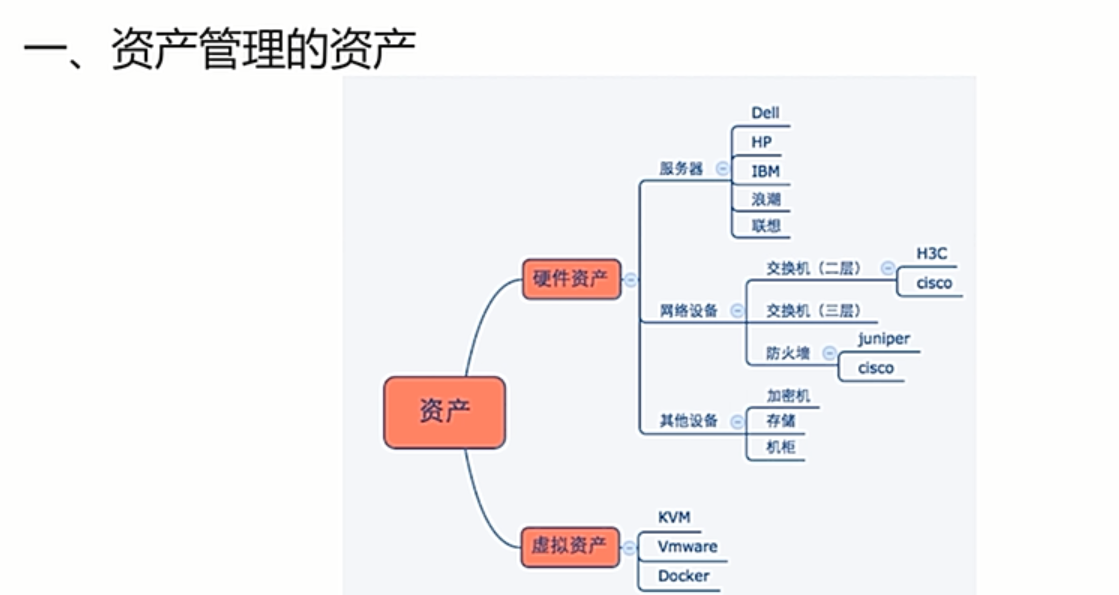 一、资产管理的资产
Dell
HP
服务器
IBM
浪潮
联想
H3C
交换机（二层）
cisco
硬件资产
网络设备
交换机（三层）
juniper
防火墙
cisco
加密机
其他设备
存储
机柜
资产
KVM
虚拟资产
Vmware
Docker